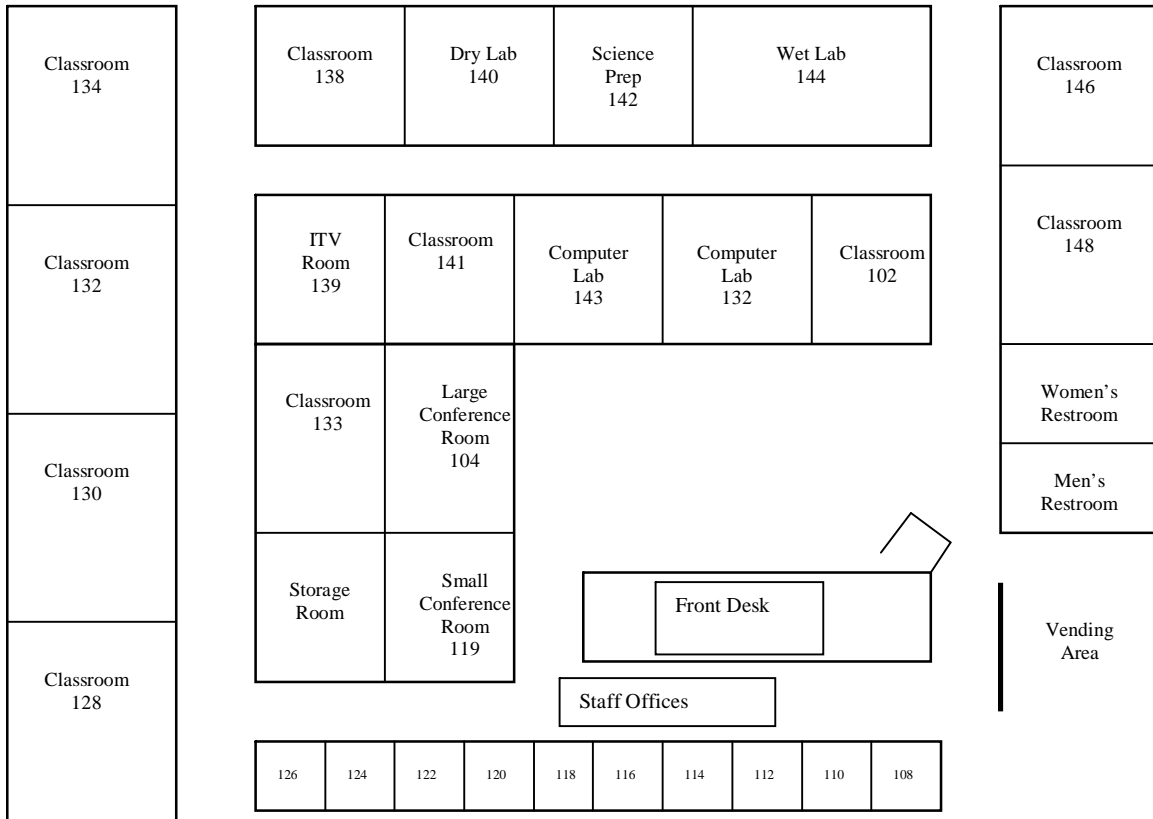 Classroom
134
Classroom
138
Dry Lab
140
Science
Prep
142
Wet Lab
144
Classroom
146
Classroom
132
ITV
Room
139
Classroom
141
Computer
Lab
143
Computer
Lab
132
Classroom
102
Classroom
148
Classroom
133
Large
Conference
Room
104
Women's
Restroom
Classroom
130
Men's
Restroom
Storage
Room
Small
Conference
Room
119
Front Desk
Vending
Area
Classroom
128
Staff Offices
126
124
122
120
118
116
114
112
110
108